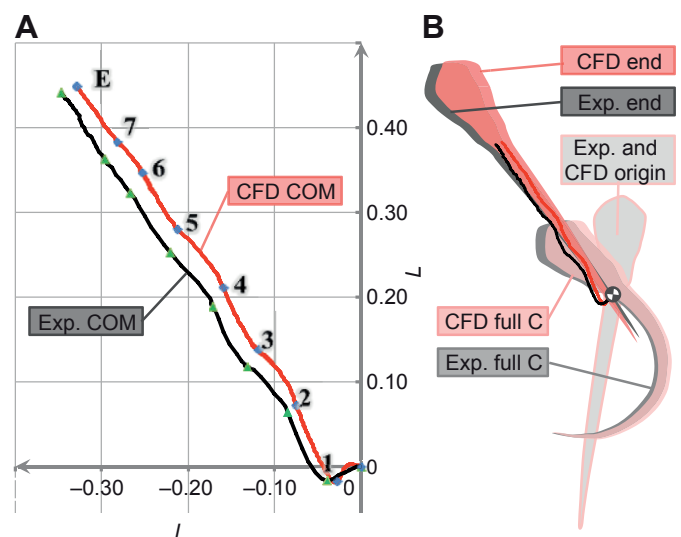 A
B
E
7
6
5
4
3
2
1
CFD COM
Exp. COM
0.40
0.30
0.20
0.10
0
L
–0.30
–0.20
–0.10
0
CFD end
Exp. end
Exp. and
CFD origin
CFD full C
Exp. full C